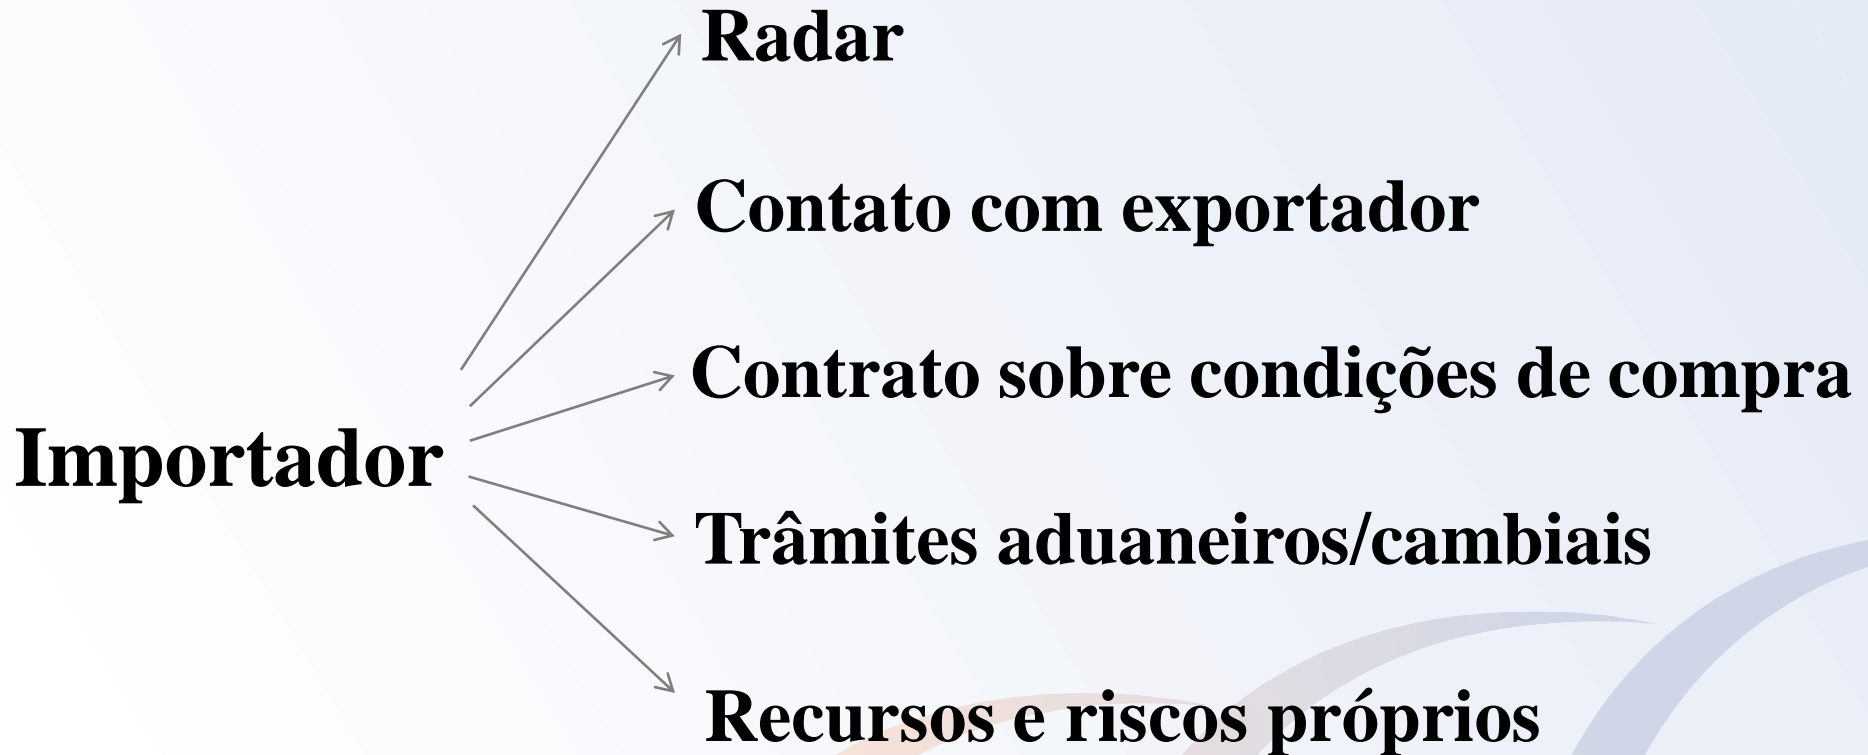 Radar
Contato com exportador
Contrato sobre condições de compra
Importador
Trâmites aduaneiros/cambiais
Recursos e riscos próprios